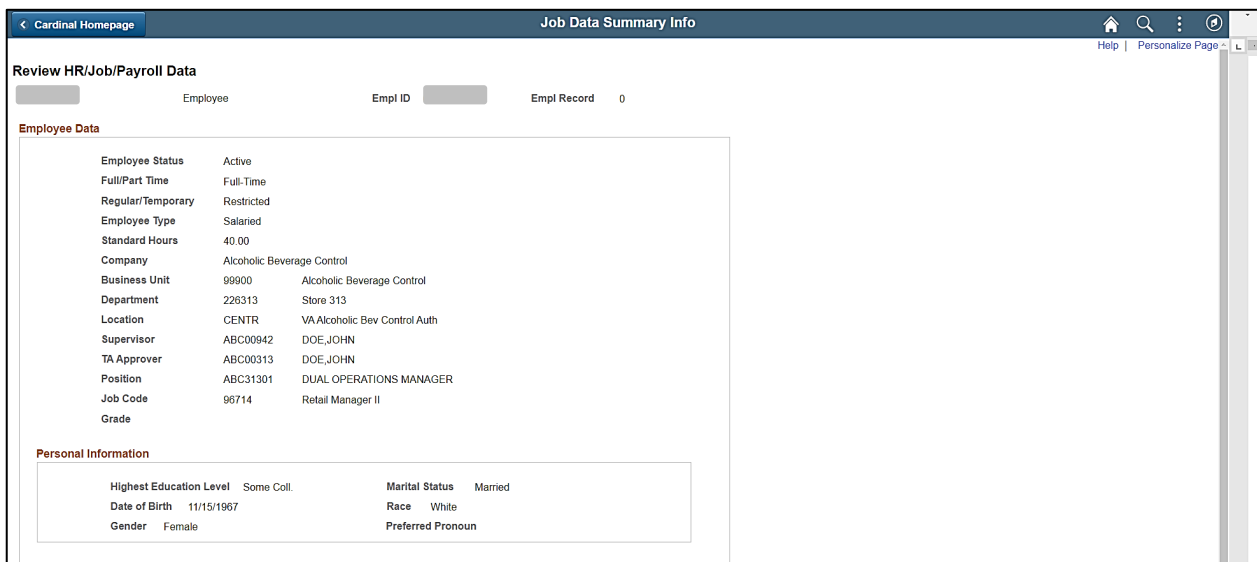 Cardinal Homepage Job Data Summary Info
Help | Personalize Page
Review HR/Job/Payroll Data
Employee Empl ID Empl Record 0
Employee Data
Employee Status Active
Full/Part Time Full-Time
Regular/Temporary Restricted
Employee Type Salaried
Standard Hours 40.00
Company Alcoholic Beverage Control
Business Unit 99900 Alcoholic Beverage Control
Department 226313 Store 313
Location CENTR VA Alcoholic Bev Control Auth
Supervisor ABC00942 DOE,JOHN
TA Approver ABC00313 DOE,JOHN
Position ABC31301 DUAL OPERATIONS MANAGER
Job Code 96714 Retail Manager II
Grade
Personal Information
Highest Education Level Some Coll. Marital Status Married
Date of Birth 11/15/1967 Race White
Gender Female Preferred Pronoun